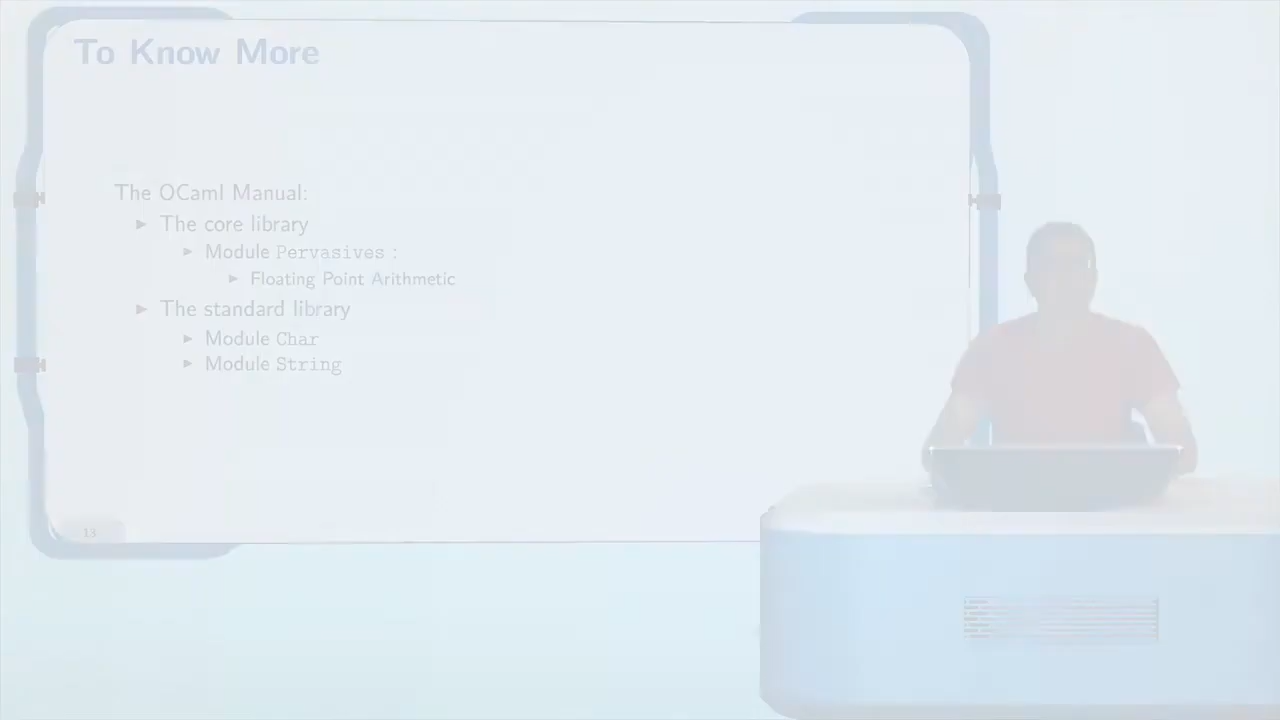 To Know More
The OCaml Manual:
► The core library
► Module Pervasives :
► Floating Point Arithmetic
► The standard library
► Module Char
► Module String
13